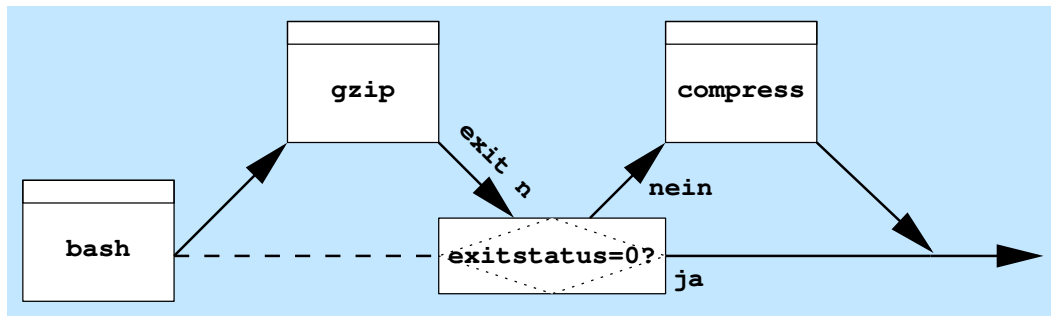 gzip
compress
exit n
nein
bash
exitstatus=0?
ja